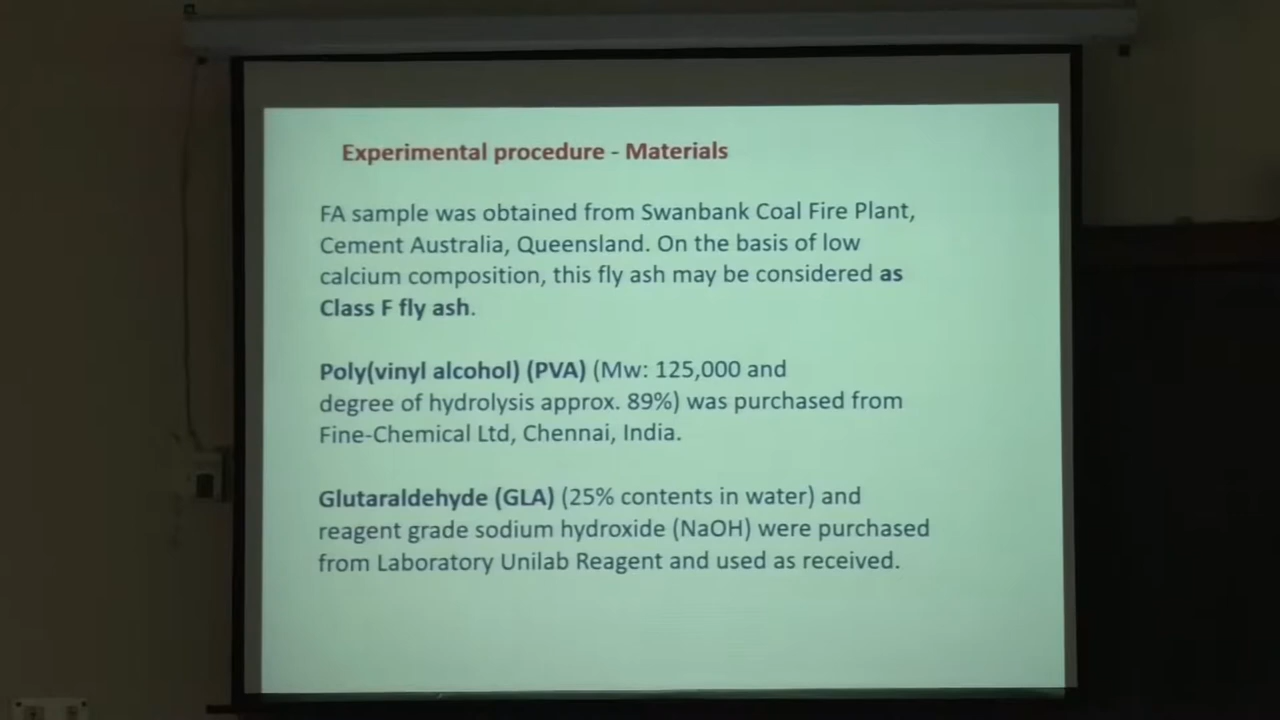 Experimental procedure - Materials
FA sample was obtained from Swanbank Coal Fire Plant,
Cement Australia, Queensland. On the basis of low
calcium composition, this fly ash may be considered as
Class F fly ash.
Poly(vinyl alcohol) (PVA) (Mw: 125,000 and
degree of hydrolysis approx. 89%) was purchased from
Fine-Chemical Ltd, Chennai, India.
Glutaraldehyde (GLA) (25% contents in water) and
reagent grade sodium hydroxide (NaOH) were purchased
from Laboratory Unilab Reagent and used as received.